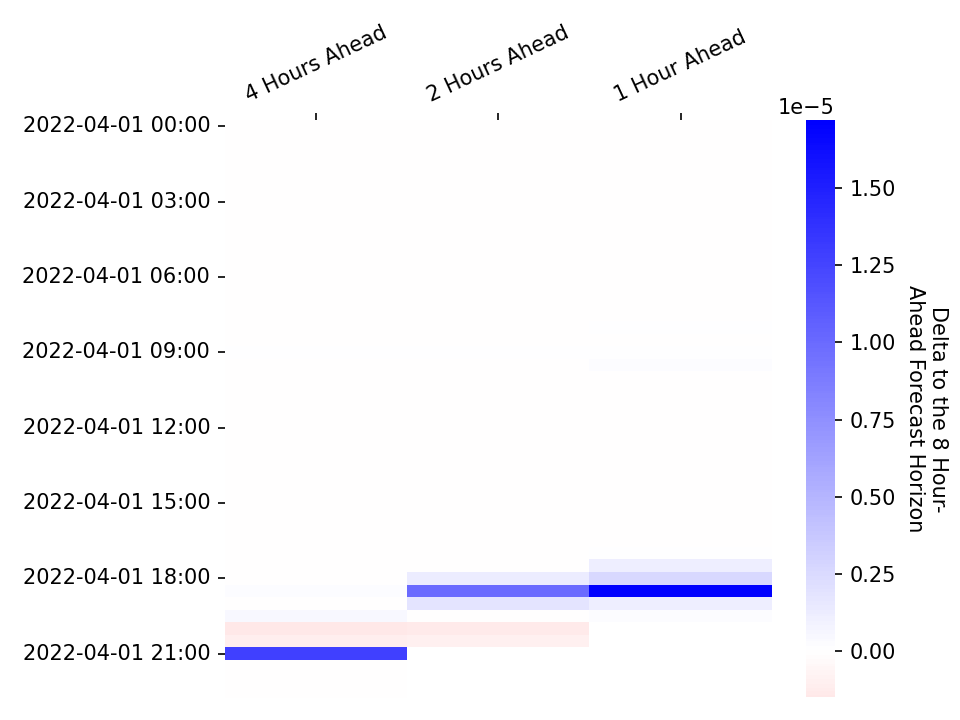 4 Hours Ahead
2 Hours Ahead
1 Hour Ahead
1e−5
2022-04-01 00:00
2022-04-01 03:00
2022-04-01 06:00
2022-04-01 09:00
2022-04-01 12:00
2022-04-01 15:00
2022-04-01 18:00
2022-04-01 21:00
1.50
1.25
1.00
0.75
0.50
0.25
0.00
Delta to the 8 Hour-
Ahead Forecast Horizon